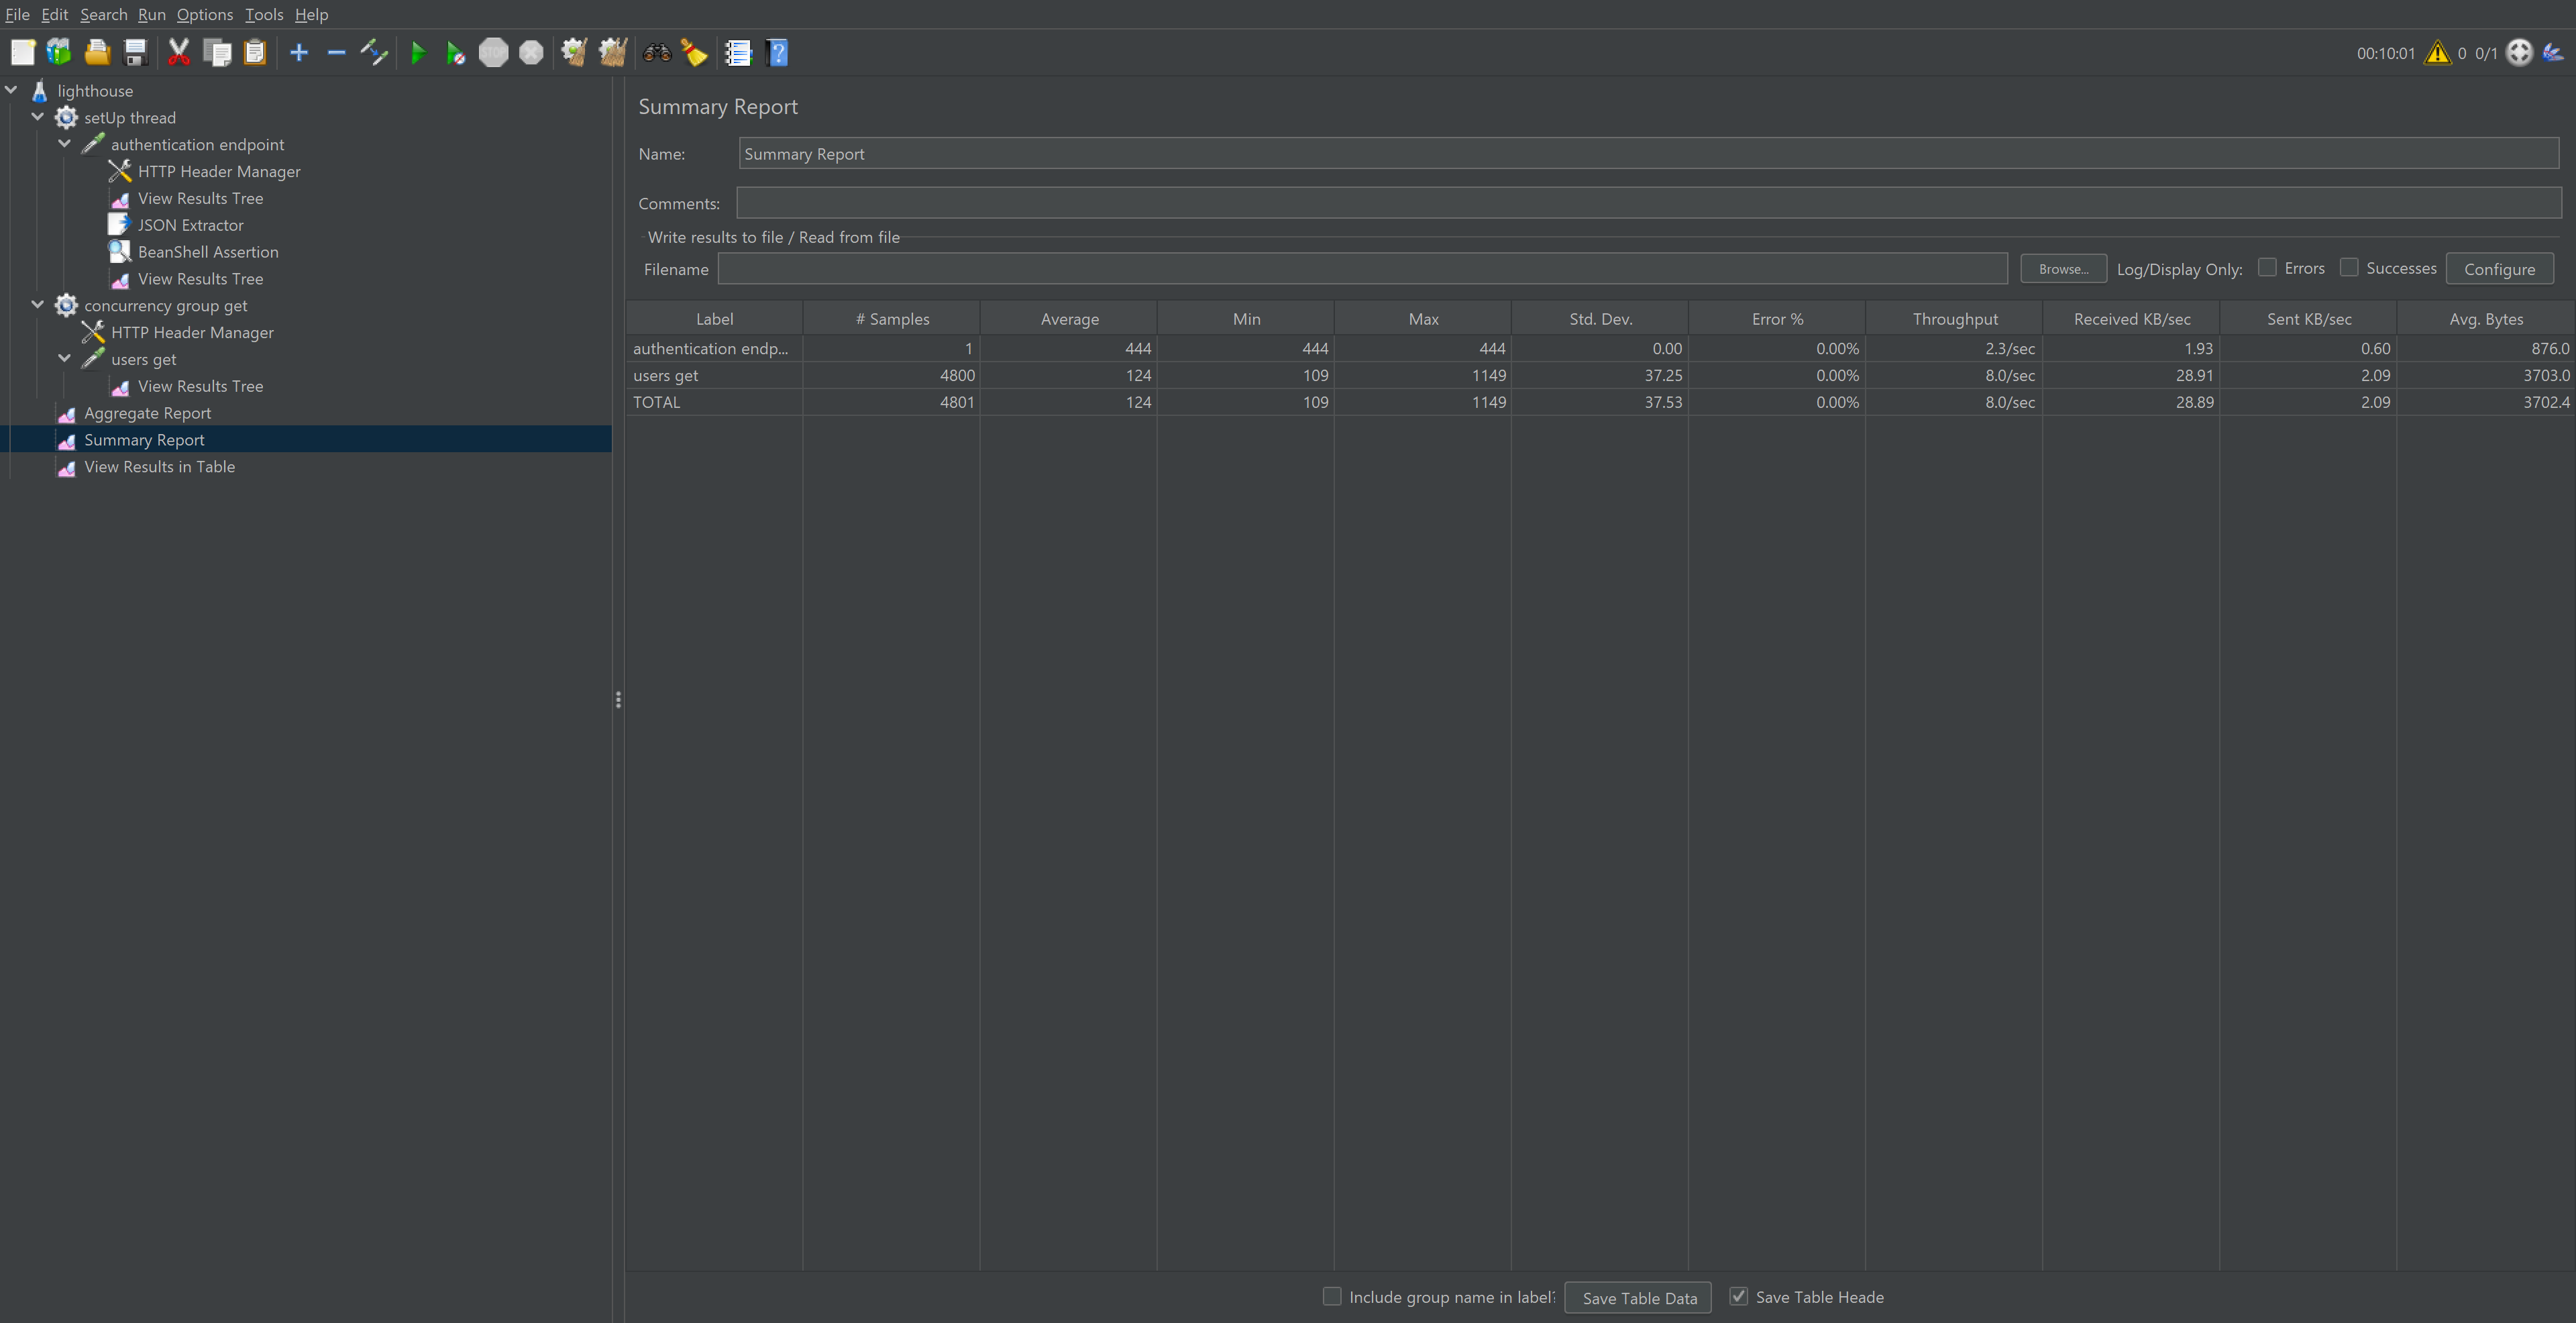 File Edit Search Run Options Tools Help
STOP
00:10:01 0 0/1
lighthouse
setUp thread
authentication endpoint
HTTP Header Manager
View Results Tree
JSON Extractor
BeanShell Assertion
View Results Tree
concurrency group get
HTTP Header Manager
users get
View Results Tree
Aggregate Report
Summary Report
View Results in Table
Summary Report
Name: Summary Report
Comments:
Write results to file / Read from file
Filename Browse... Log/Display Only: Errors Successes Configure
Label # Samples Average Min Max Std. Dev. Error % Throughput Received KB/sec Sent KB/sec Avg. Bytes
authentication endp... 1 444 444 444 0.00 0.00% 2.3/sec 1.93 0.60 876.0
users get 4800 124 109 1149 37.25 0.00% 8.0/sec 28.91 2.09 3703.0
TOTAL 4801 124 109 1149 37.53 0.00% 8.0/sec 28.89 2.09 3702.4
Include group name in label? Save Table Data Save Table Heade